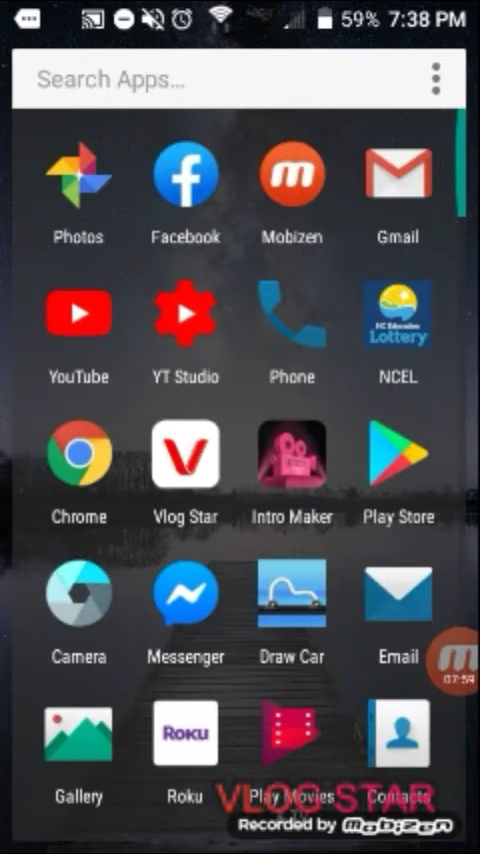 59% 7:38 PM
Search Apps...
Photos Facebook Mobizen Gmail
NC Education
Lottery
YouTube YT Studio Phone NCEL
Chrome Vlog Star Intro Maker Play Store
Camera Messenger Draw Car Email
07:59
ROKU
Gallery Roku Play Movies Contacts
VLOG STAR
Recorded by mobizen